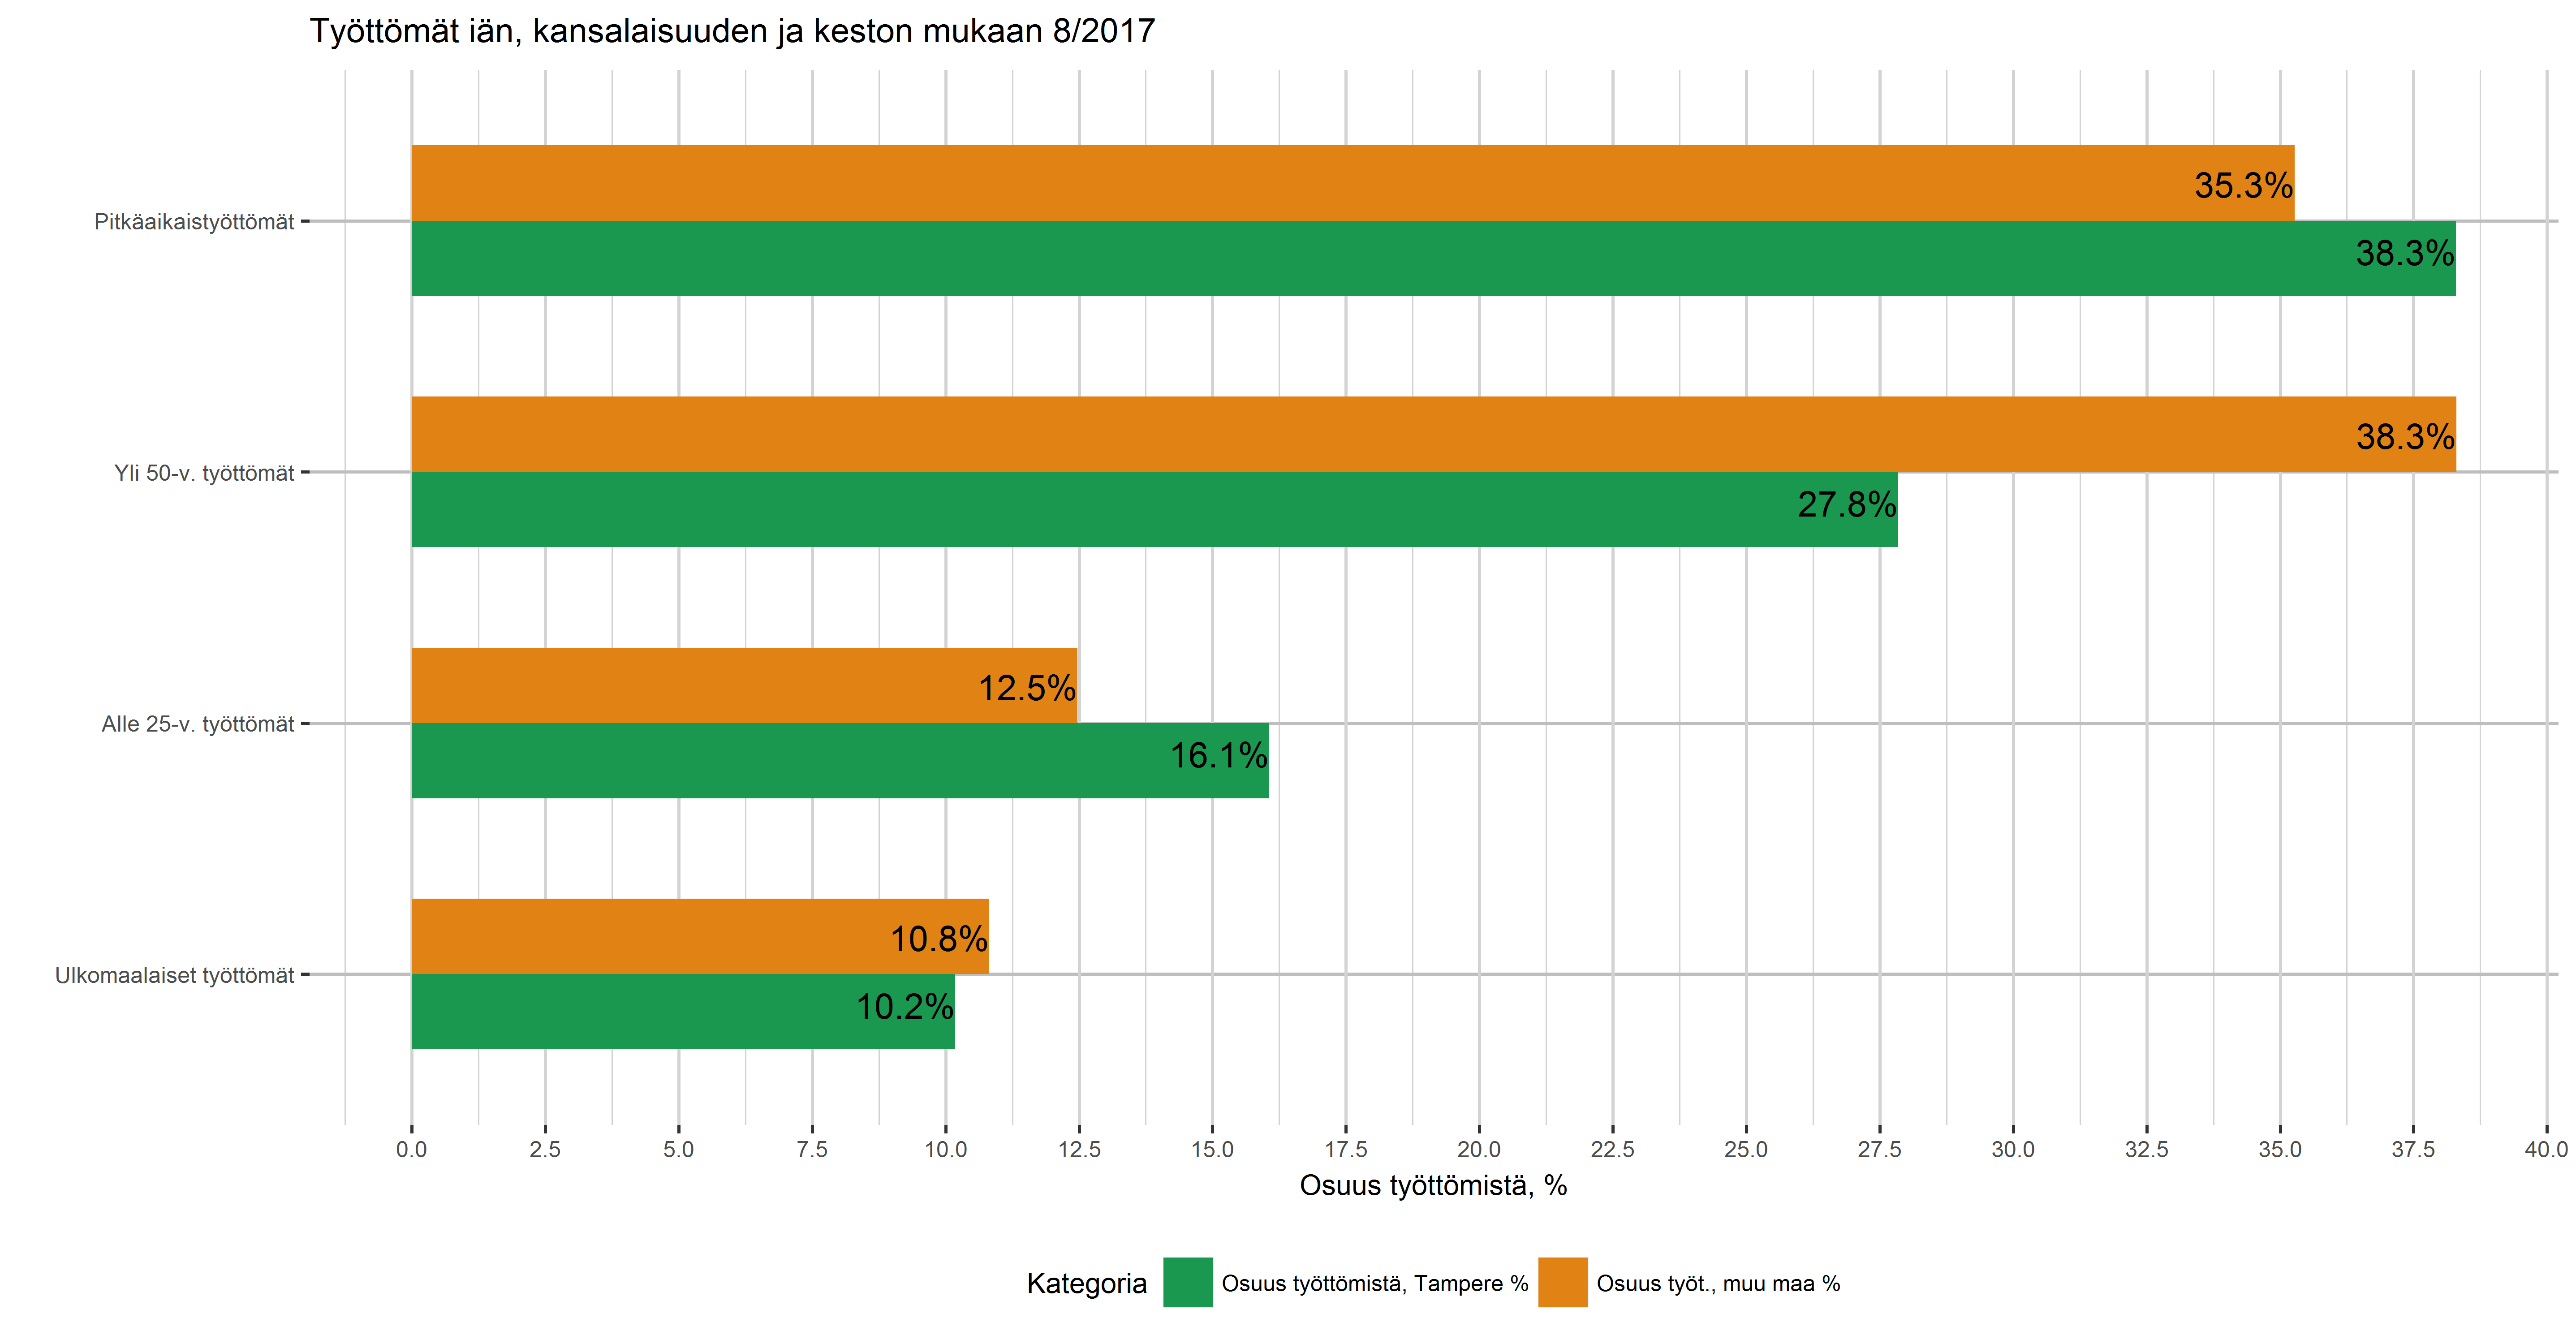 Työttömät iän, kansalaisuuden ja keston mukaan 8/2017
Pitkäaikaistyöttömät
35.3%
38.3%
Yli 50-v. työttömät
38.3%
27.8%
Alle 25-v. työttömät
12.5%
16.1%
Ulkomaalaiset työttömät
10.8%
10.2%
0.0 2.5 5.0 7.5 10.0 12.5 15.0 17.5 20.0 22.5 25.0 27.5 30.0 32.5 35.0 37.5 40.0
Osuus työttömistä, %
Kategoria Osuus työttömistä, Tampere % Osuus työt., muu maa %